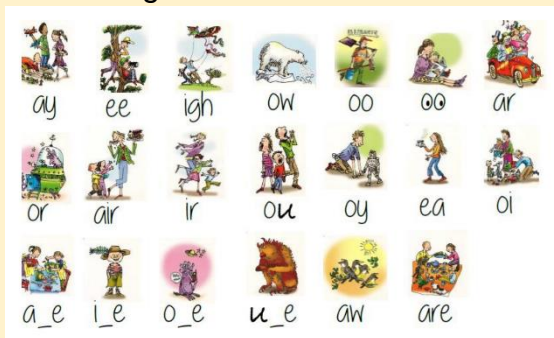 ay ee igh ow oo oo ar
or air ir ou oy ea oi
a_e i_e o_e u_e aw are